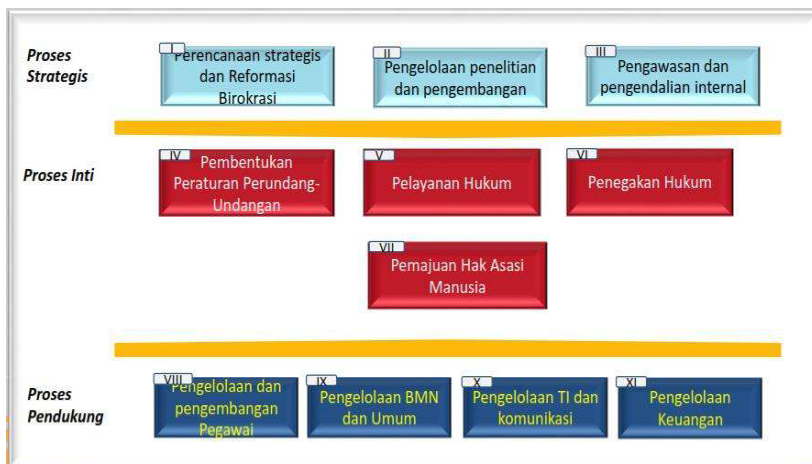 Proses
Strategis
I
Perencanaan strategis
dan Reformasi
Birokrasi
II
Pengelolaan penelitian
dan pengembangan
III
Pengawasan dan
pengendalian internal
Proses Inti
IV
Pembentukan
Peraturan Perundang-
Undangan
V
Pelayanan Hukum
VI
Penegakan Hukum
VII
Pemajuan Hak Asasi
Manusia
Proses
Pendukung
VIII
Pengelolaan dan
pengembangan
Pegawai
IX
Pengelolaan BMN
dan Umum
X
Pengelolaan TI dan
komunikasi
XI
Pengelolaan
Keuangan